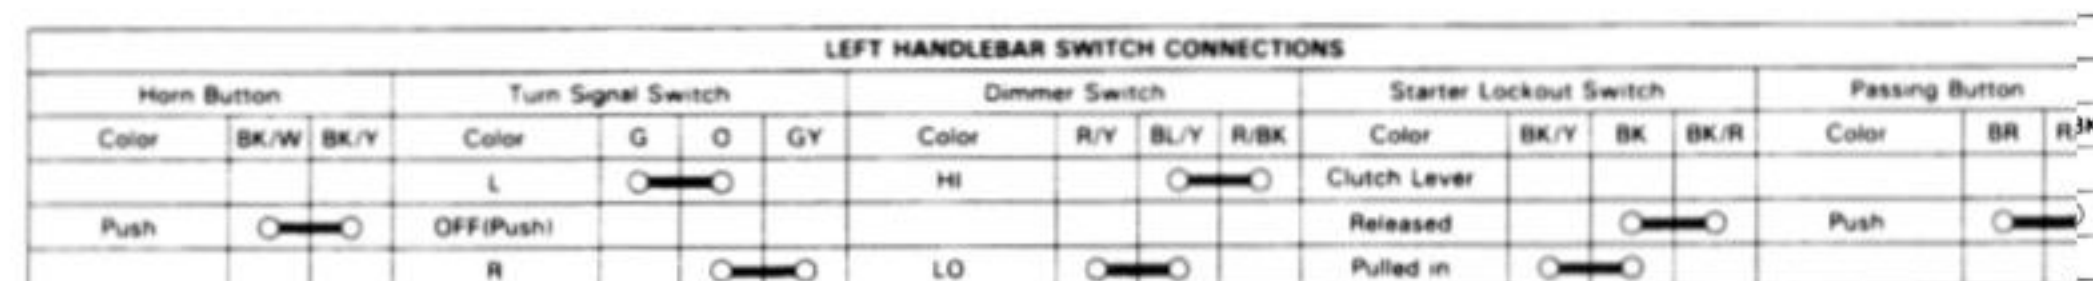 LEFT HANDLEBAR SWITCH CONNECTIONS
Horn Button Turn Signal Switch Dimmer Switch Starter Lockout Switch Passing Button
Color BK/W BK/Y Color G O GY Color R/Y BL/Y R/BK Color BK/Y BK BK/R Color BR
L HI Clutch Lever
Push OFF(Push) Released Push
R LO Pulled in